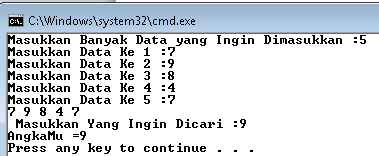 C:\Windows\system32\cmd.exe
Masukkan Banyak Data yang Ingin Dimasukkan :5
Masukkan Data Ke 1 :7
Masukkan Data Ke 2 :9
Masukkan Data Ke 3 :8
Masukkan Data Ke 4 :4
Masukkan Data Ke 5 :7
7 9 8 4 7
Masukkan Yang Ingin Dicari :9
AngkaMu =9
Press any key to continue . . .